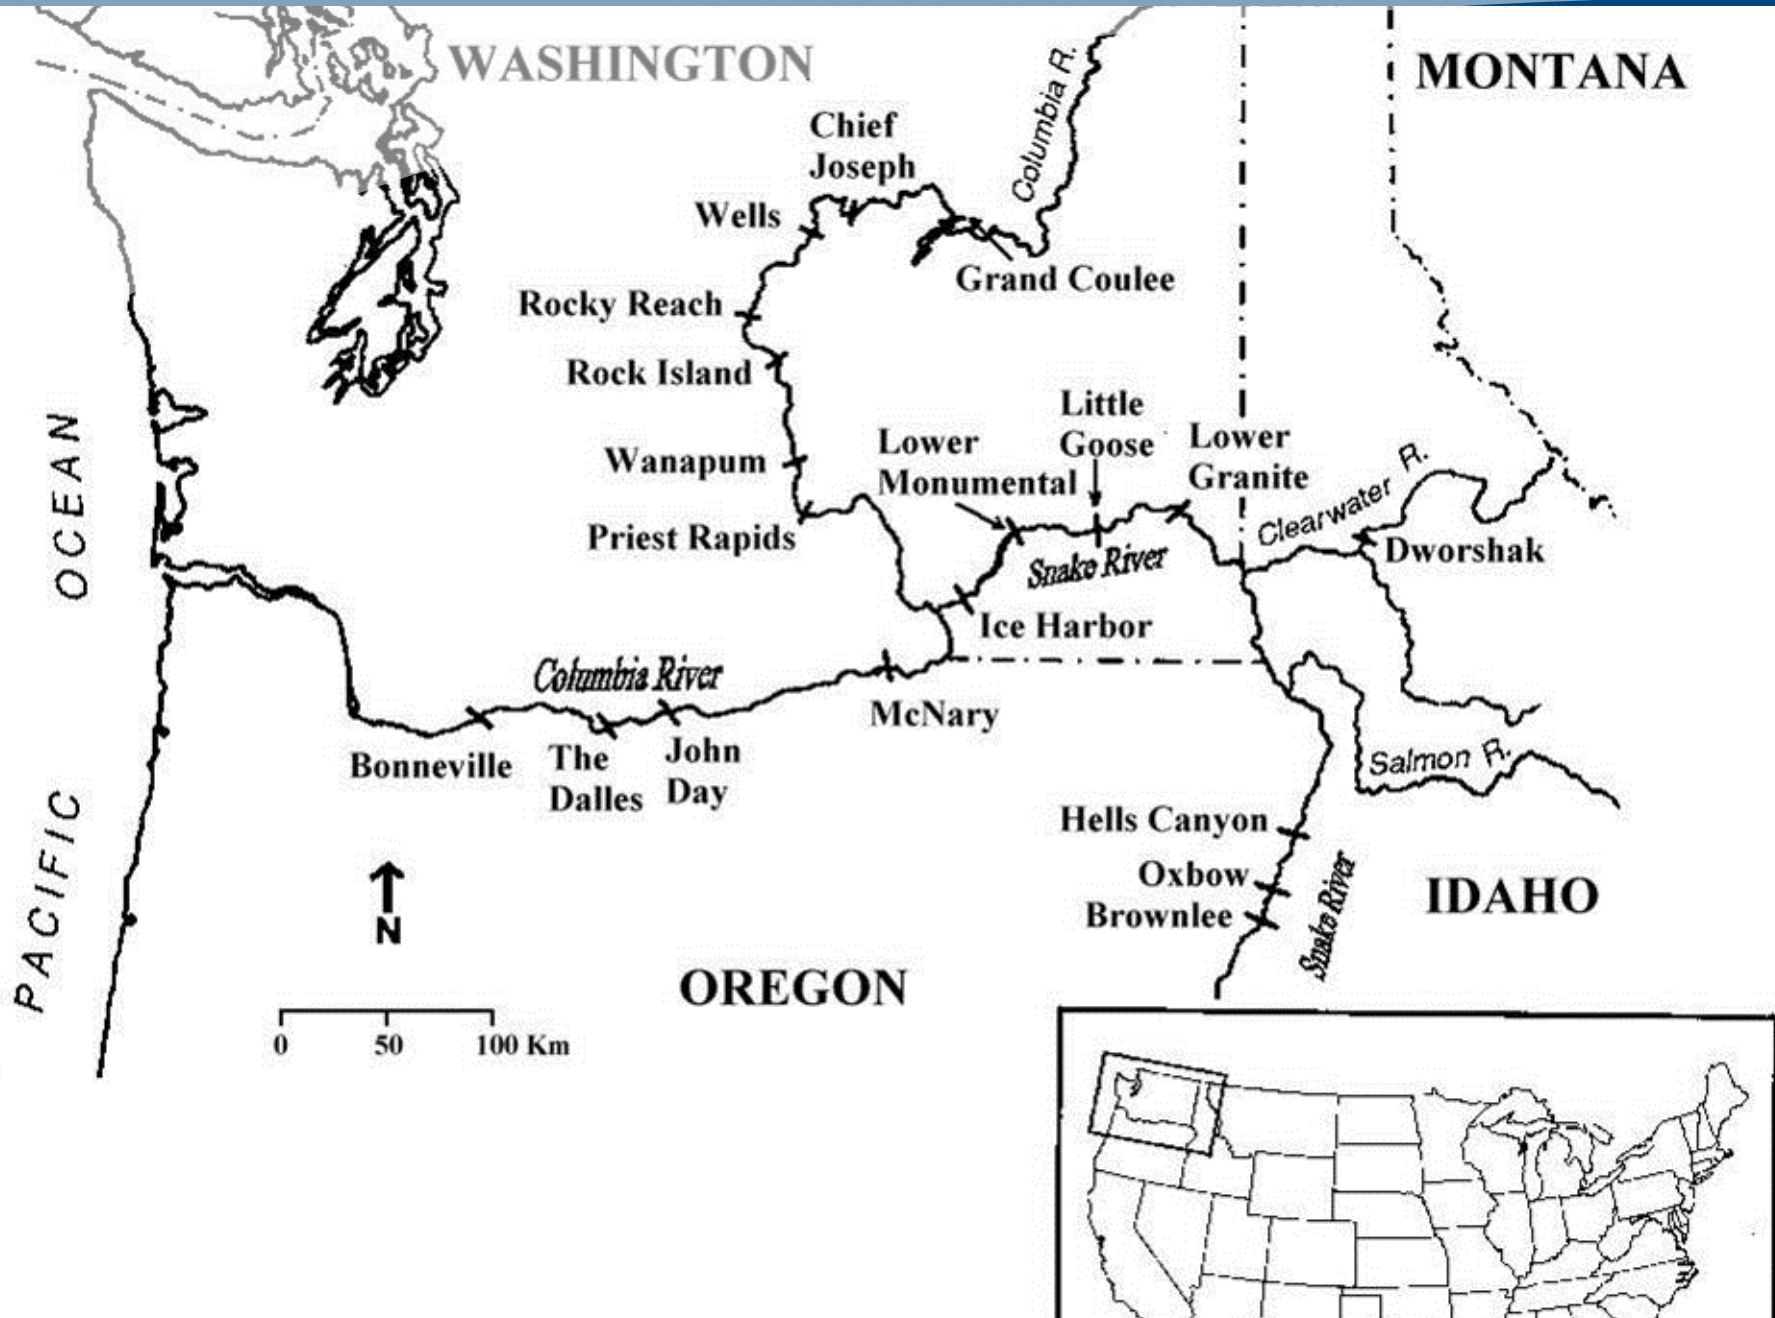 WASHINGTON
MONTANA
Columbia R.
Chief
Joseph
Wells
Grand Coulee
Rocky Reach
Rock Island
Little
Goose
Lower
Monumental
Lower
Granite
Wanapum
Clearwater R.
Priest Rapids
Dworshak
Snake River
Ice Harbor
OCEAN
Columbia River
McNary
Bonneville
The
Dalles
John
Day
Salmon R.
Hells Canyon
Oxbow
Brownlee
Snake River
IDAHO
PACIFIC
N
OREGON
0 50 100 Km